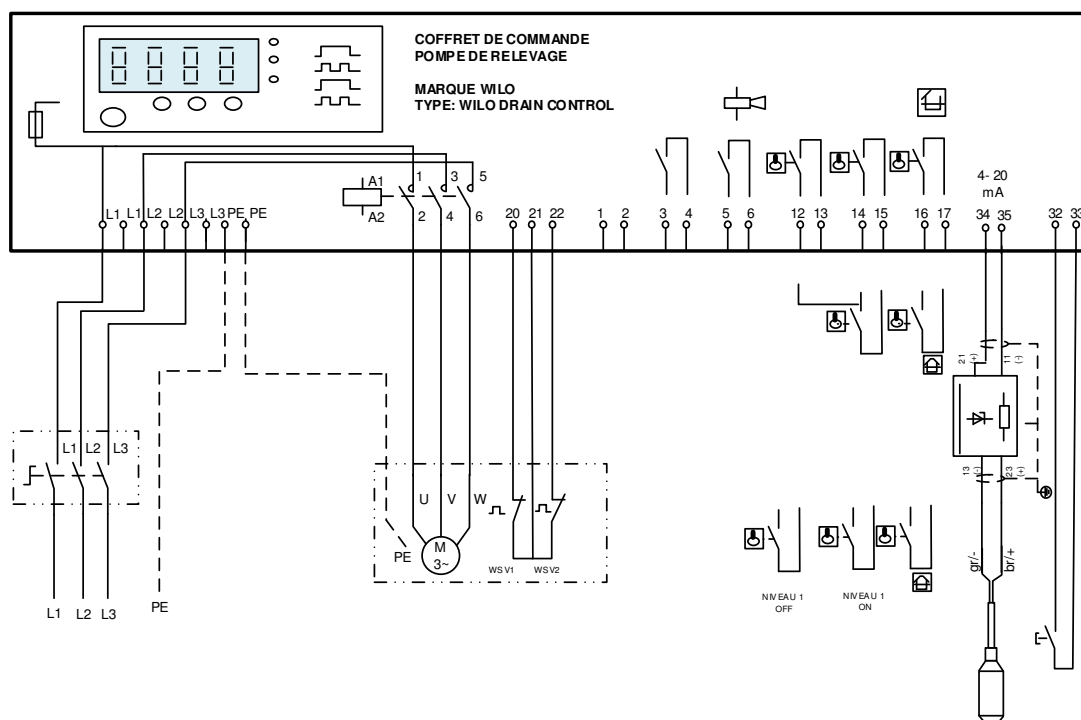 COFFRET DE COMMANDE
POMPE DE RELEVAGE
MARQUE WILO
TYPE: WILO DRAIN CONTROL
4- 20
mA
A1
A2
1 3 5
2 4 6
L1 L1 L2 L2 L3 L3 PE PE
20 21 22
1 2
3 4
5 6
12 13
14 15
16 17
34 35
32 33
21 (+)
11 (-)
L1 L2 L3
13 (-)
23 (+)
U V W
PE
M
3~
WSV1
WSV2
gr/-
br/+
NIVEAU 1
OFF
NIVEAU 1
ON
L1 L2 L3
PE